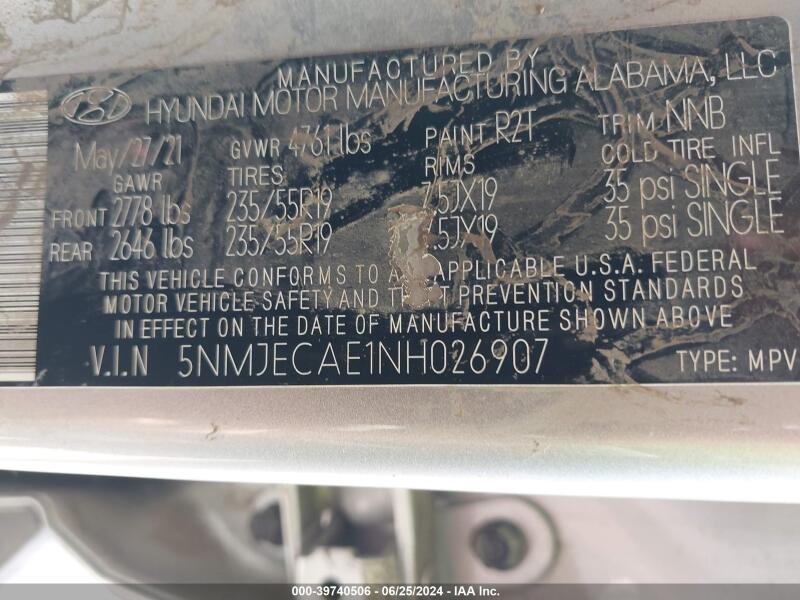 MANUFACTURED BY
HYUNDAI MOTOR MANUFACTURING ALABAMA, LLC
May/27/21 GVWR 4761 lbs PAINT R2T TRIM NNB
GAWR TIRES RIMS COLD TIRE INFL
FRONT 2778 lbs 235/55R19 7.5JX19 35 psi SINGLE
REAR 2646 lbs 235/55R19 .5JX19 35 psi SINGLE
THIS VEHICLE CONFORMS TO APPLICABLE U.S.A. FEDERAL
MOTOR VEHICLE SAFETY AND PREVENTION STANDARDS
IN EFFECT ON THE DATE OF MANUFACTURE SHOWN ABOVE.
V.I.N 5NMJECAE1NH026907 TYPE: MPV
000-39740506 - 06/25/2024 - IAA Inc.